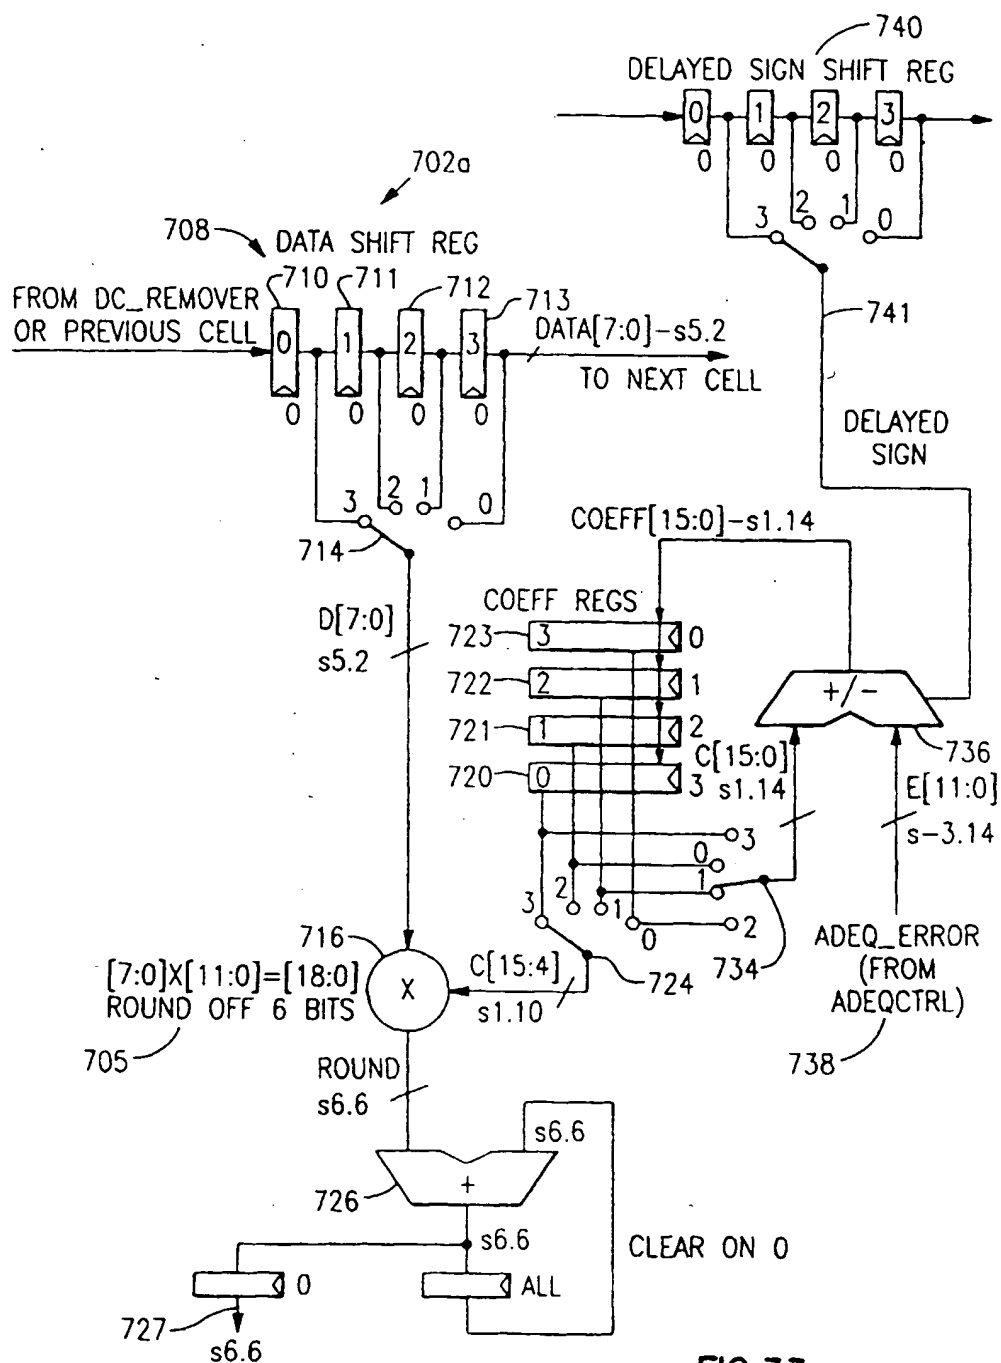 740
DELAYED SIGN SHIFT REG
0 1 2 3
0 0 0 0
3 2 1 0
741
DELAYED
SIGN
702a
708
DATA SHIFT REG
710 711 712 713
FROM DC_REMOVER
OR PREVIOUS CELL
0 1 2 3
0 0 0 0
DATA[7:0]-s5.2
TO NEXT CELL
3 2 1 0
714
D[7:0]
s5.2
COEFF[15:0]-s1.14
COEFF REGS
723 3 0
722 2 1
721 1 2
720 0 3
C[15:0]
s1.14
+/-
736
E[11:0]
s-3.14
3
0
1
2
3 2 1 0
734
724
ADEQ_ERROR
(FROM
ADEQCTRL)
738
716
X
[7:0]X[11:0]=[18:0]
ROUND OFF 6 BITS
705
C[15:4]
s1.10
ROUND
s6.6
s6.6
726
+
s6.6
CLEAR ON 0
0
ALL
727
s6.6